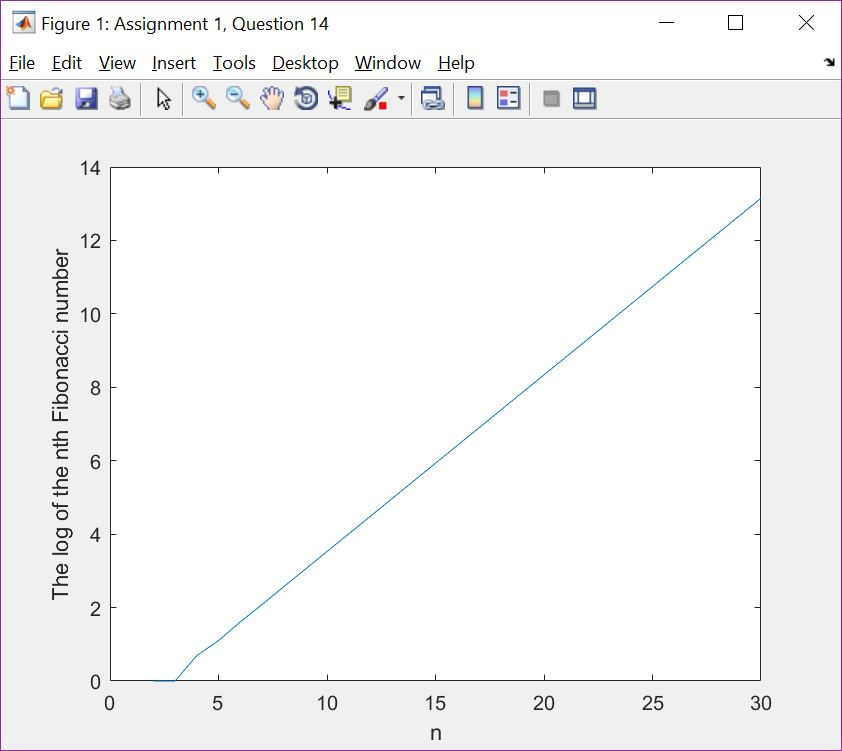 Figure 1: Assignment 1, Question 14
File Edit View Insert Tools Desktop Window Help
14
12
10
8
6
4
2
0
The log of the nth Fibonacci number
0 5 10 15 20 25 30
n